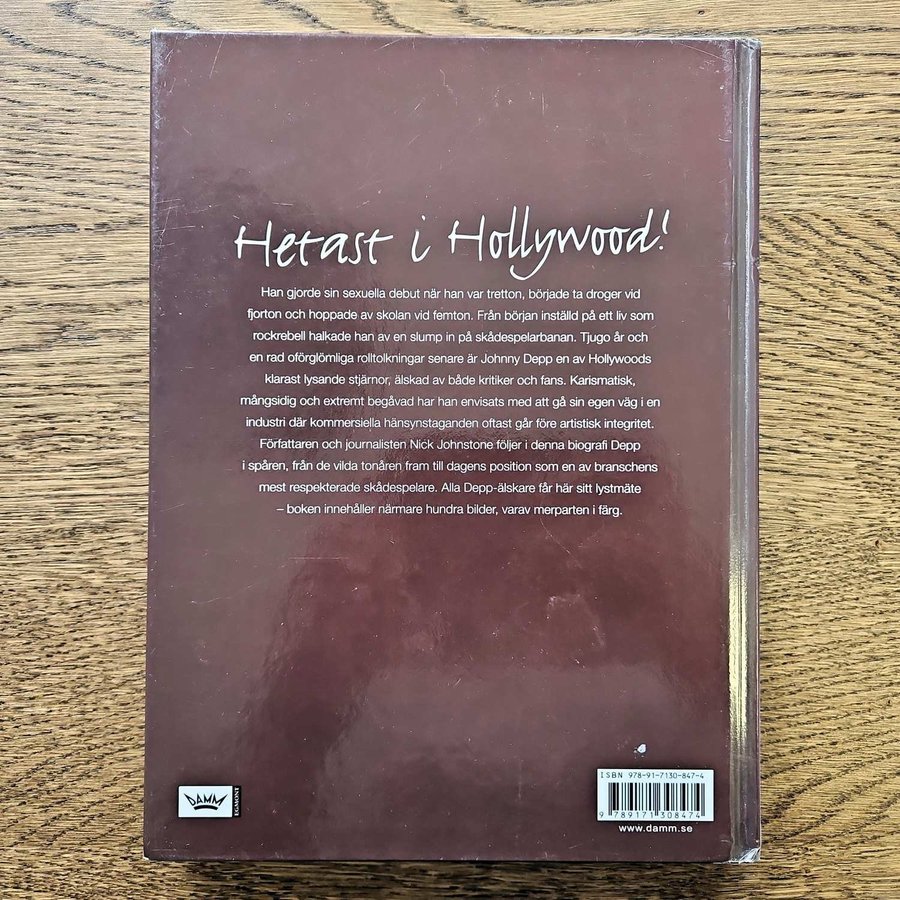 Hetast i Hollywood!
Han gjorde sin sexuella debut när han var tretton, började ta droger vid
fjorton och hoppade av skolan vid femton. Från början inställd på ett liv som
rockrebell halkade han av en slump in på skådespelarbanan. Tjugo år och
en rad oförglömliga rolltolkningar senare är Johnny Depp en av Hollywoods
klarast lysande stjärnor, älskad av både kritiker och fans. Karismatisk,
mångsidig och extremt begåvad har han envisats med att gå sin egen väg i en
industri där kommersiella hänsynstaganden oftast går före artistisk integritet.
Författaren och journalisten Nick Johnstone följer i denna biografi Depp
i spåren, från de vilda tonåren fram till dagens position som en av branschens
mest respekterade skådespelare. Alla Depp-älskare får här sitt lystmäte
– boken innehåller närmare hundra bilder, varav merparten i färg.
DAMM
EGMONT
ISBN 978-91-7130-847-4
9 789171 308474
www.damm.se